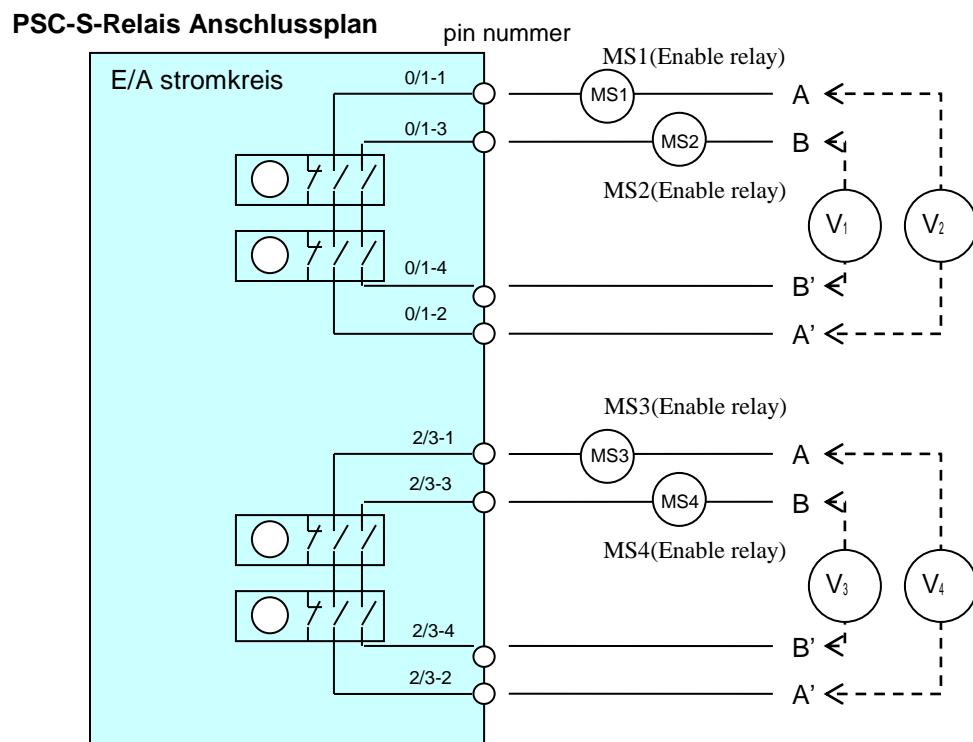 PSC-S-Relais Anschlussplan
pin nummer
E/A stromkreis
0/1-1
MS1(Enable relay)
MS1
A
0/1-3
MS2
B
MS2(Enable relay)
V1
V2
0/1-4
B’
0/1-2
A’
MS3(Enable relay)
2/3-1
MS3
A
2/3-3
MS4
B
MS4(Enable relay)
V3
V4
2/3-4
B’
2/3-2
A’